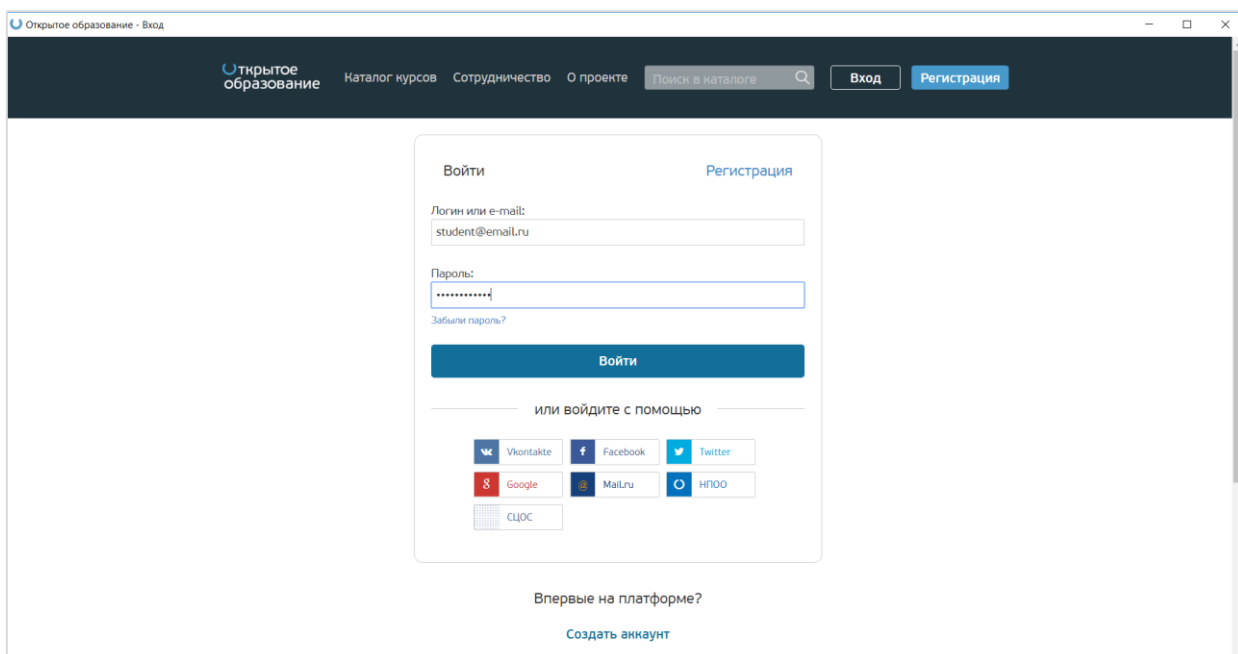 Открытое образование - Вход
Открытое
образование
Каталог курсов Сотрудничество О проекте Поиск в каталоге Вход Регистрация
Войти Регистрация
Логин или e-mail:
student@email.ru
Пароль:
••••••••••••
Забыли пароль?
Войти
или войдите с помощью
Vkontakte Facebook Twitter
Google Mail.ru НПОО
СЦОС
Впервые на платформе?
Создать аккаунт